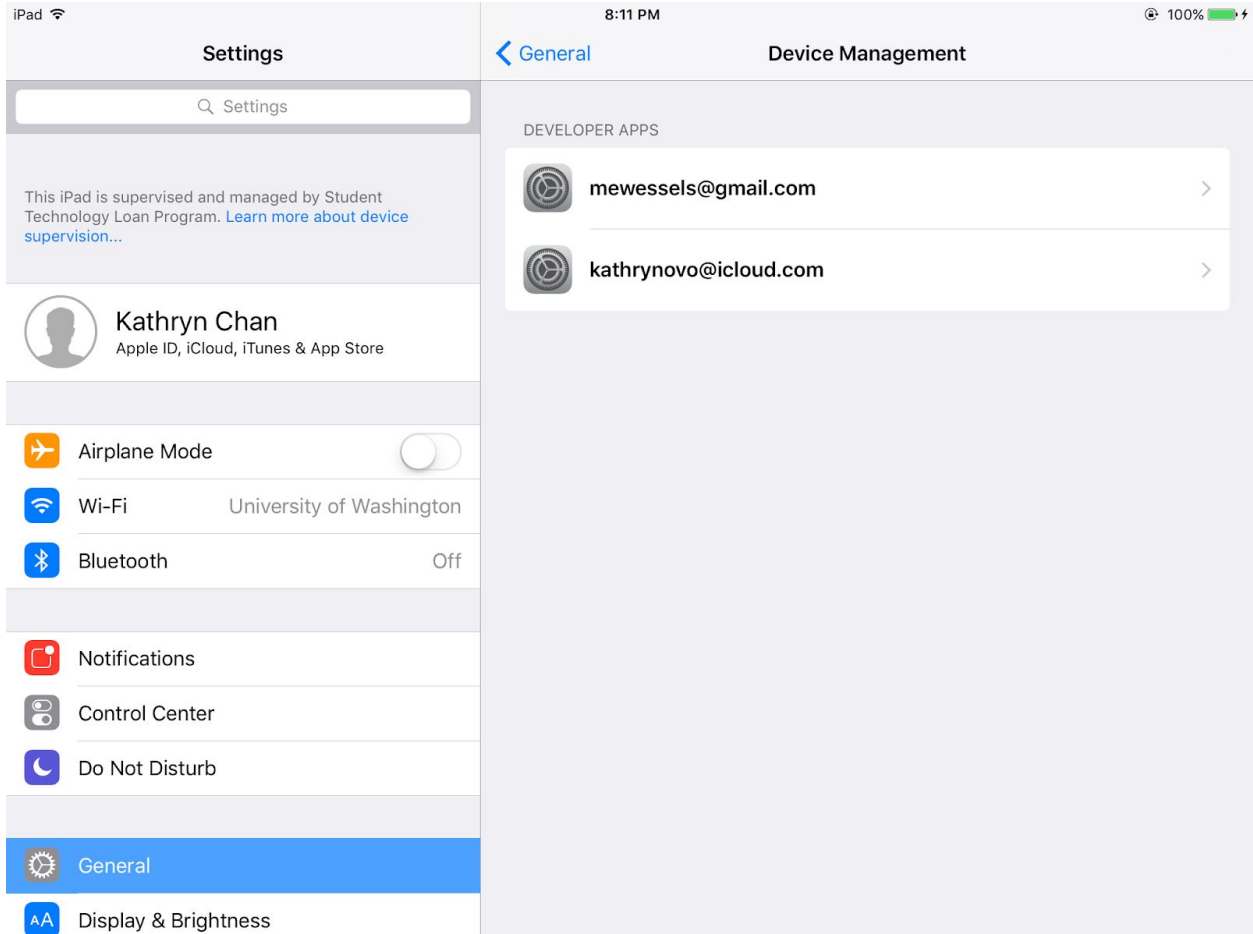 iPad
8:11 PM
100%
Settings
General
Device Management
Settings
This iPad is supervised and managed by Student
Technology Loan Program. Learn more about device
supervision...
Kathryn Chan
Apple ID, iCloud, iTunes & App Store
Airplane Mode
Wi-Fi University of Washington
Bluetooth Off
Notifications
Control Center
Do Not Disturb
General
AA Display & Brightness
DEVELOPER APPS
mewessels@gmail.com
kathrynovo@icloud.com